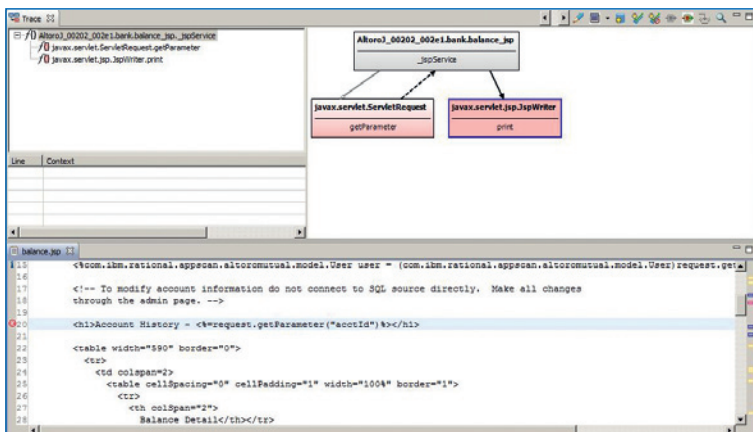 Trace
AltoroJ_00202_002e1.bank.balance_jsp._jspService
javax.servlet.ServletRequest.getParameter
javax.servlet.jsp.JspWriter.print
AltoroJ_00202_002e1.bank.balance_jsp
_jspService
javax.servlet.ServletRequest
getParameter
javax.servlet.jsp.JspWriter
print
Line Context
balance.jsp
15 <%com.ibm.rational.appscan.altoromutual.model.User user = (com.ibm.rational.appscan.altoromutual.model.User)request.get
16
17 <!-- To modify account information do not connect to SQL source directly. Make all changes
18 through the admin page. -->
19
20 <h1>Account History - <%=request.getParameter("acctId")%></h1>
21
22 <table width="590" border="0">
23 <tr>
24 <td colspan=2>
25 <table cellSpacing="0" cellPadding="1" width="100%" border="1">
26 <tr>
27 <th colSpan="2">
28 Balance Detail</th></tr>